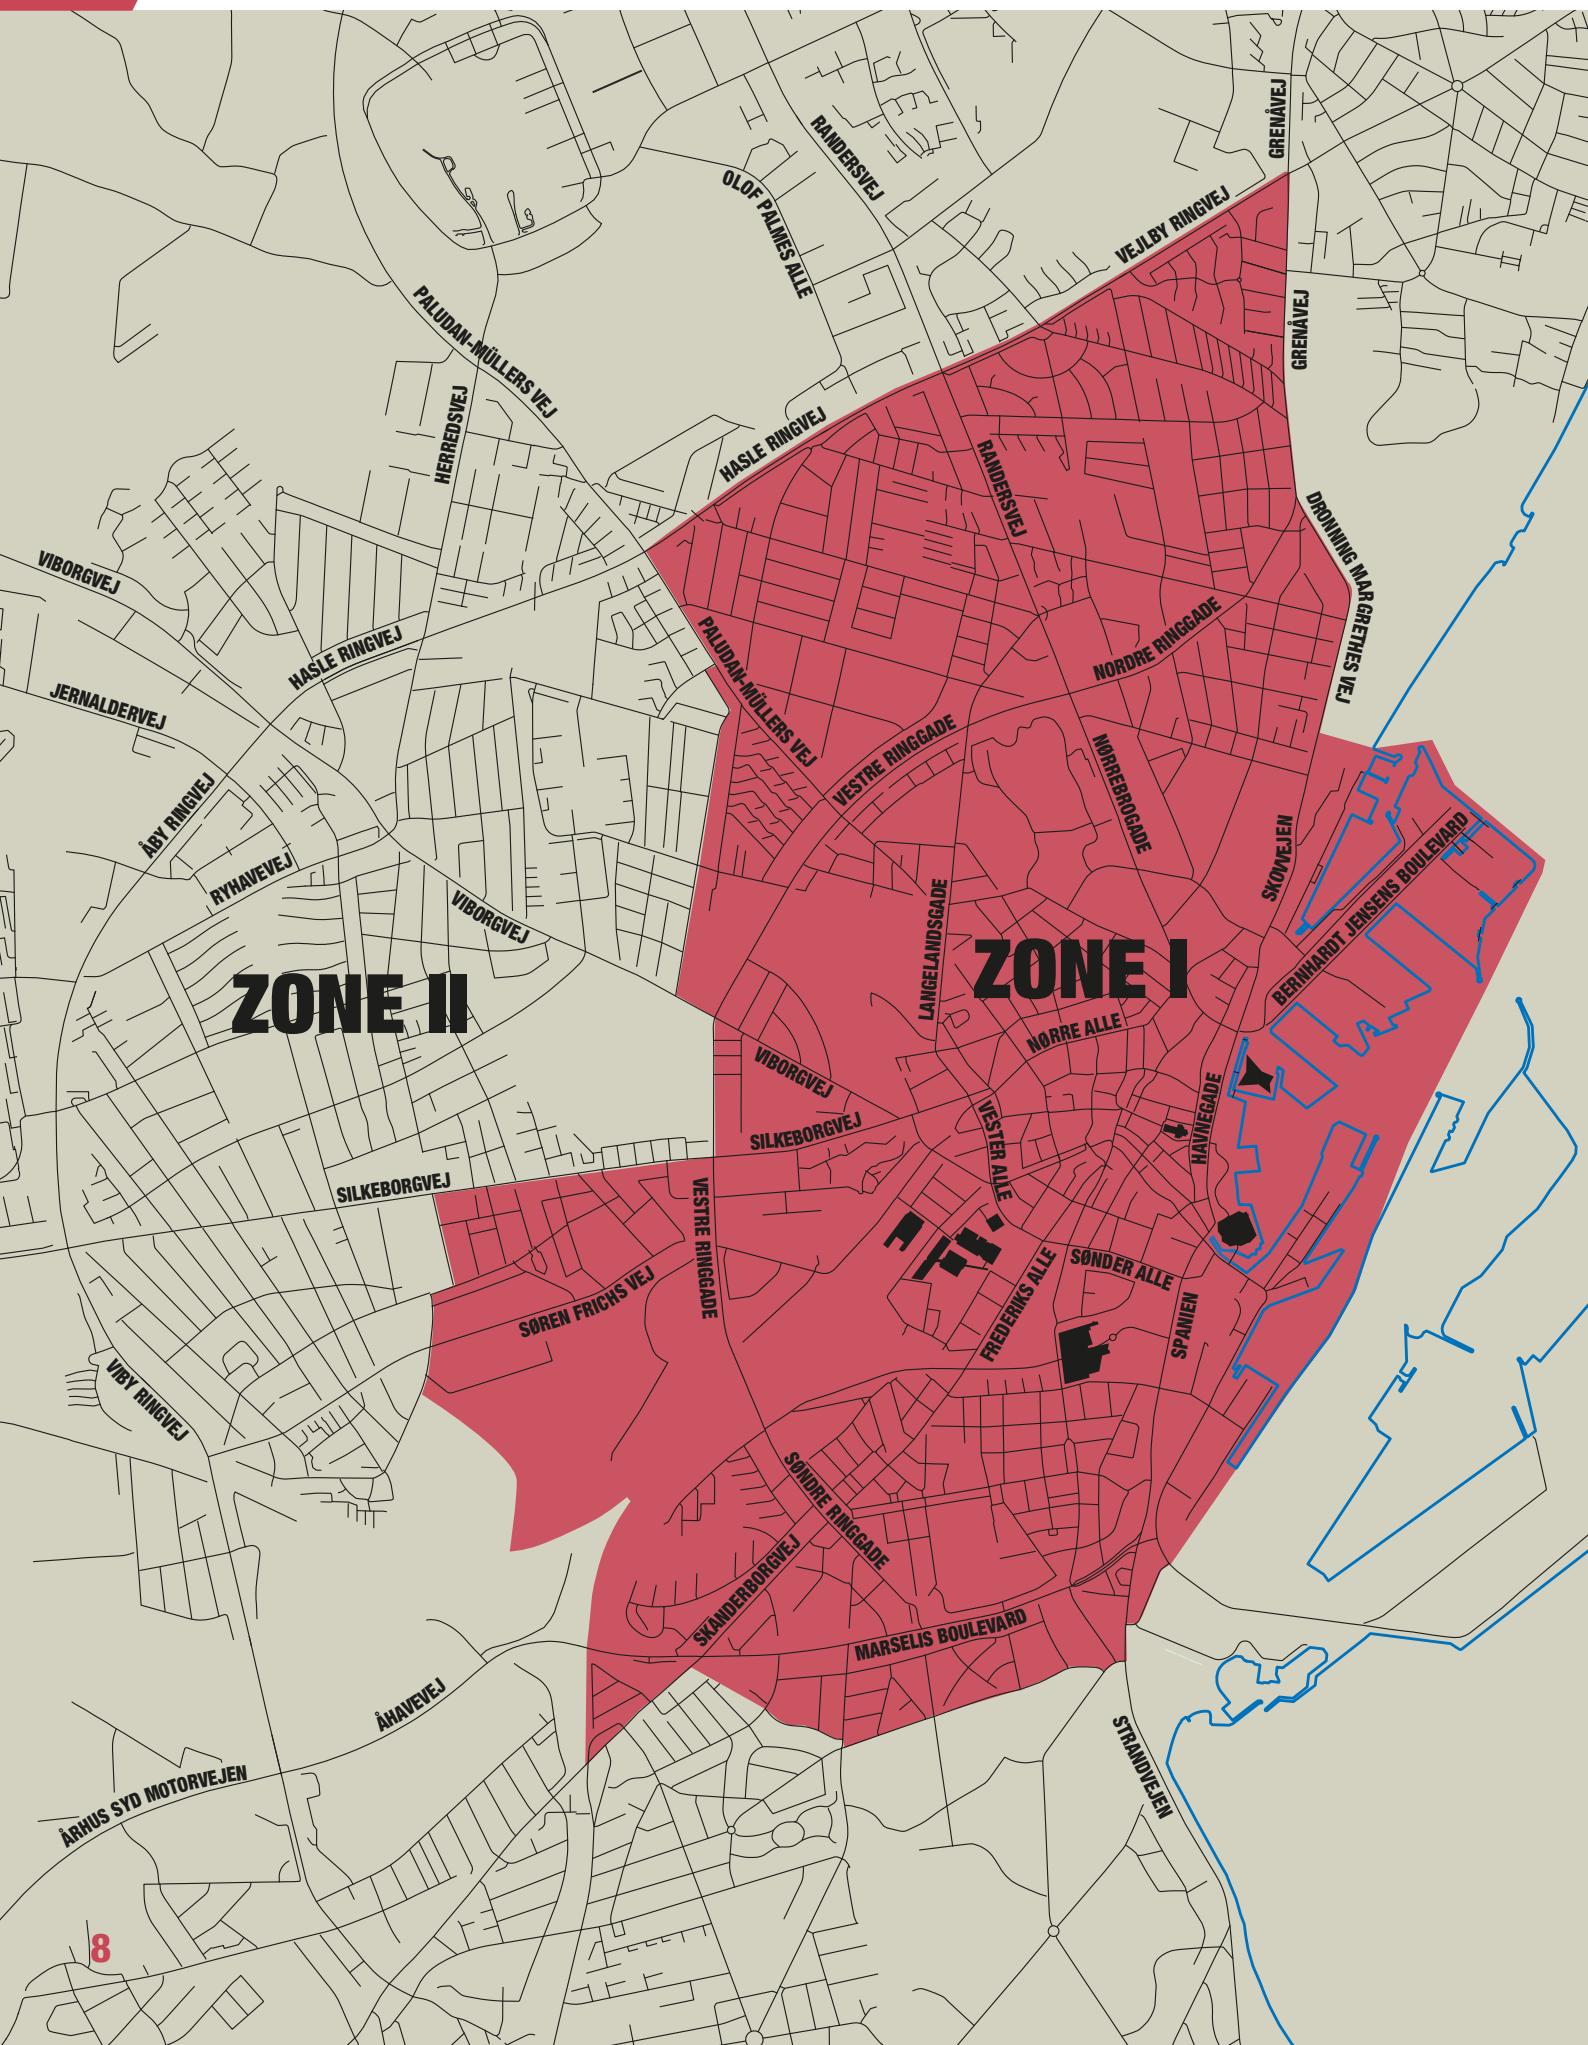 GRENÅVEJ
RANDERSVEJ
OLOF PALMES ALLE
VEJLBY RINGVEJ
PALUDAN-MÜLLERS VEJ
GRENÅVEJ
HERREDSVEJ
HASLE RINGVEJ
RANDERSVEJ
DRONNING MARGRETHES VEJ
VIBORGVEJ
HASLE RINGVEJ
PALUDAN-MÜLLERS VEJ
NORDRE RINGGADE
JERNALDERVEJ
VESTRE RINGGADE
NØRREBROGADE
ÅBY RINGVEJ
SKOVVEJEN
RYHAVEVEJ
BERNHARDT JENSENS BOULEVARD
VIBORGVEJ
LANGELANDSGADE
ZONE I
ZONE II
NØRRE ALLE
VIBORGVEJ
HAVNEGADE
SILKEBORGVEJ
VESTER ALLE
SILKEBORGVEJ
VESTRE RINGGADE
SØNDER ALLE
SØREN FRICHS VEJ
FREDERIKS ALLE
SPANIEN
VIBY RINGVEJ
SØNDRE RINGGADE
SKANDERBORGVEJ
MARSELIS BOULEVARD
ÅHAVEVEJ
STRANDVEJEN
ÅRHUS SYD MOTORVEJEN
8